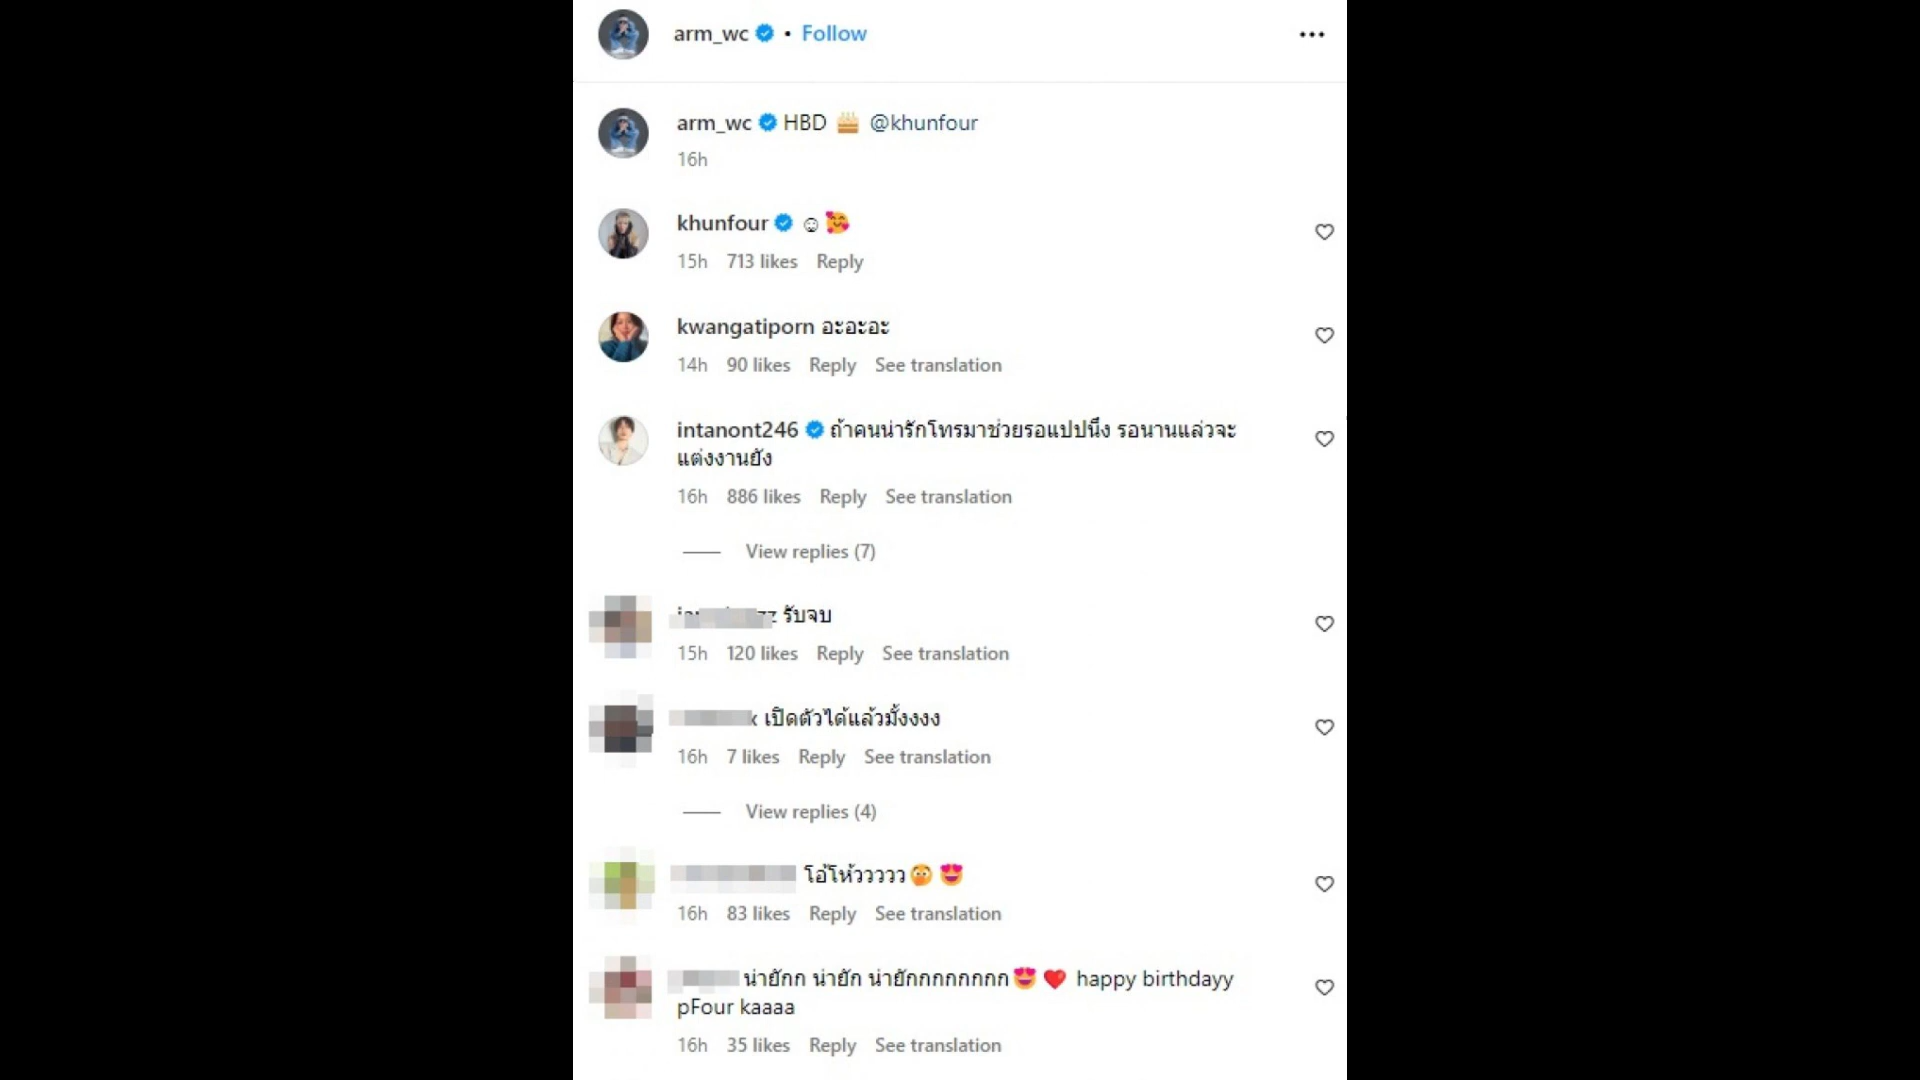 arm_wc • Follow
arm_wc HBD 🎂 @khunfour
16h
khunfour ☺ 🥰
15h 713 likes Reply
kwangatiporn อะอะอะ
14h 90 likes Reply See translation
intanont246 ถ้าคนน่ารักโทรมาช่วยรอแปปนึึง รอนานแล่วจะ
แต่งงานยัง
16h 886 likes Reply See translation
View replies (7)
รับจบ
15h 120 likes Reply See translation
เปิดตัวได้แล้วมั้งงงง
16h 7 likes Reply See translation
View replies (4)
โอ้โห้ววววว🫢 😍
16h 83 likes Reply See translation
น่ายักก น่ายัก น่ายักกกกกกกก😍 ❤️ happy birthdayy
pFour kaaaa
16h 35 likes Reply See translation